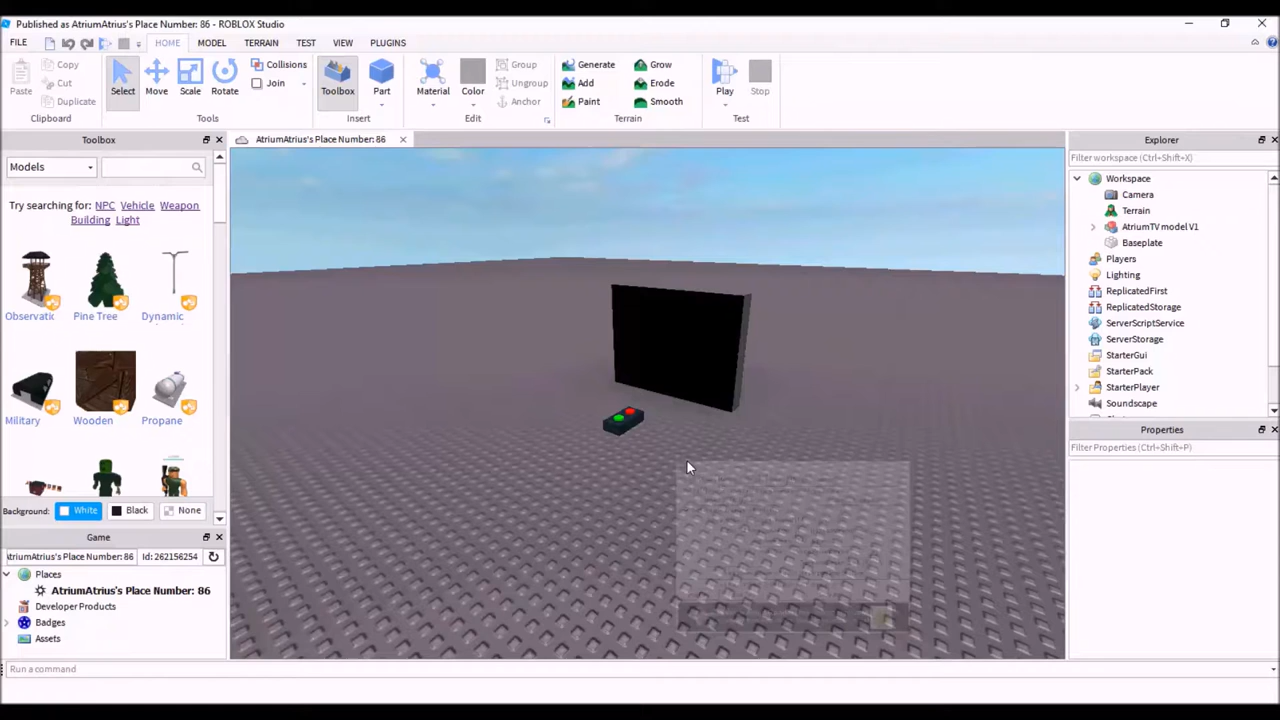 Published as AtriumAtrius's Place Number: 86 - ROBLOX Studio
FILE HOME MODEL TERRAIN TEST VIEW PLUGINS
Paste Copy Cut Duplicate
Clipboard
Select Move Scale Rotate Collisions Join
Tools
Toolbox Part
Insert
Material Color Group Ungroup Anchor
Edit
Generate Grow
Add Erode
Paint Smooth
Terrain
Play Stop
Test
Toolbox
AtriumAtrius's Place Number: 86
Explorer
Models
Filter workspace (Ctrl+Shift+X)
Try searching for: NPC Vehicle Weapon
Building Light
Workspace
Camera
Terrain
AtriumTV model V1
Baseplate
Players
Lighting
ReplicatedFirst
ReplicatedStorage
ServerScriptService
ServerStorage
StarterGui
StarterPack
StarterPlayer
Soundscape
Observatic Pine Tree Dynamic
Military Wooden Propane
Properties
Filter Properties (Ctrl+Shift+P)
Background: White Black None
Game
AtriumAtrius's Place Number: 86 Id: 262156254
Places
AtriumAtrius's Place Number: 86
Developer Products
Badges
Assets
Run a command